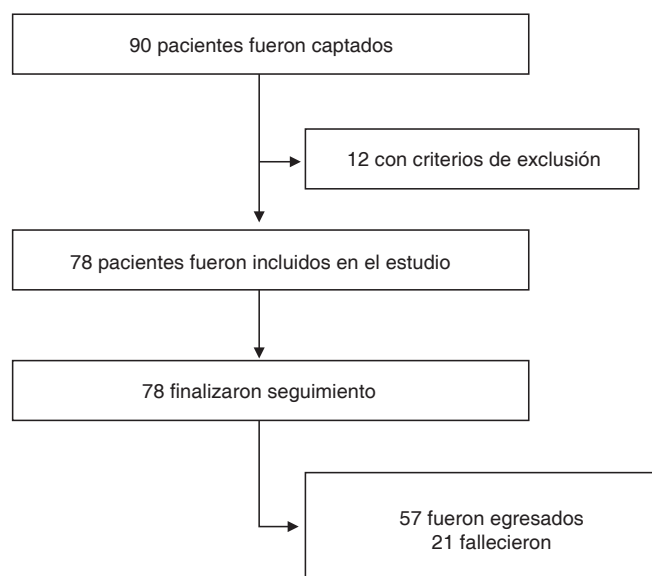 90 pacientes fueron captados
12 con criterios de exclusión
78 pacientes fueron incluidos en el estudio
78 finalizaron seguimiento
57 fueron egresados
21 fallecieron